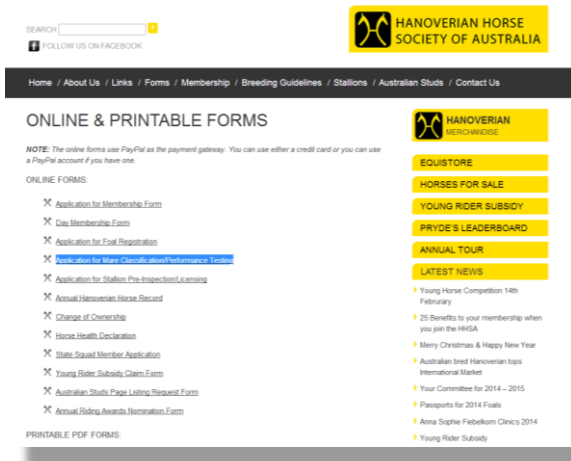 SEARCH
FOLLOW US ON FACEBOOK
HANOVERIAN HORSE
SOCIETY OF AUSTRALIA
Home / About Us / Links / Forms / Membership / Breeding Guidelines / Stallions / Australian Studs / Contact Us
ONLINE & PRINTABLE FORMS
NOTE: The online forms use PayPal as the payment gateway. You can use either a credit card or you can use
a PayPal account if you have one.
ONLINE FORMS:
Application for Membership Form
Day Membership Form
Application for Foal Registration
Application for Mare Classification/Performance Testing
Application for Stallion Pre-Inspection/Licensing
Annual Hanoverian Horse Record
Change of Ownership
Horse Health Declaration
State Squad Member Application
Young Rider Subsidy Claim Form
Australian Studs Page Listing Request Form
Annual Riding Awards Nomination Form
PRINTABLE PDF FORMS:
HANOVERIAN
MERCHANDISE
EQUISTORE
HORSES FOR SALE
YOUNG RIDER SUBSIDY
PRYDE'S LEADERBOARD
ANNUAL TOUR
LATEST NEWS
Young Horse Competition 14th
Februrary
25 Benefits to your membership when
you join the HHSA
Merry Christmas & Happy New Year
Australian bred Hanoverian tops
International Market
Your Committee for 2014 – 2015
Passports for 2014 Foals
Anna Sophie Fiebelkorn Clinics 2014
Young Rider Subsidy